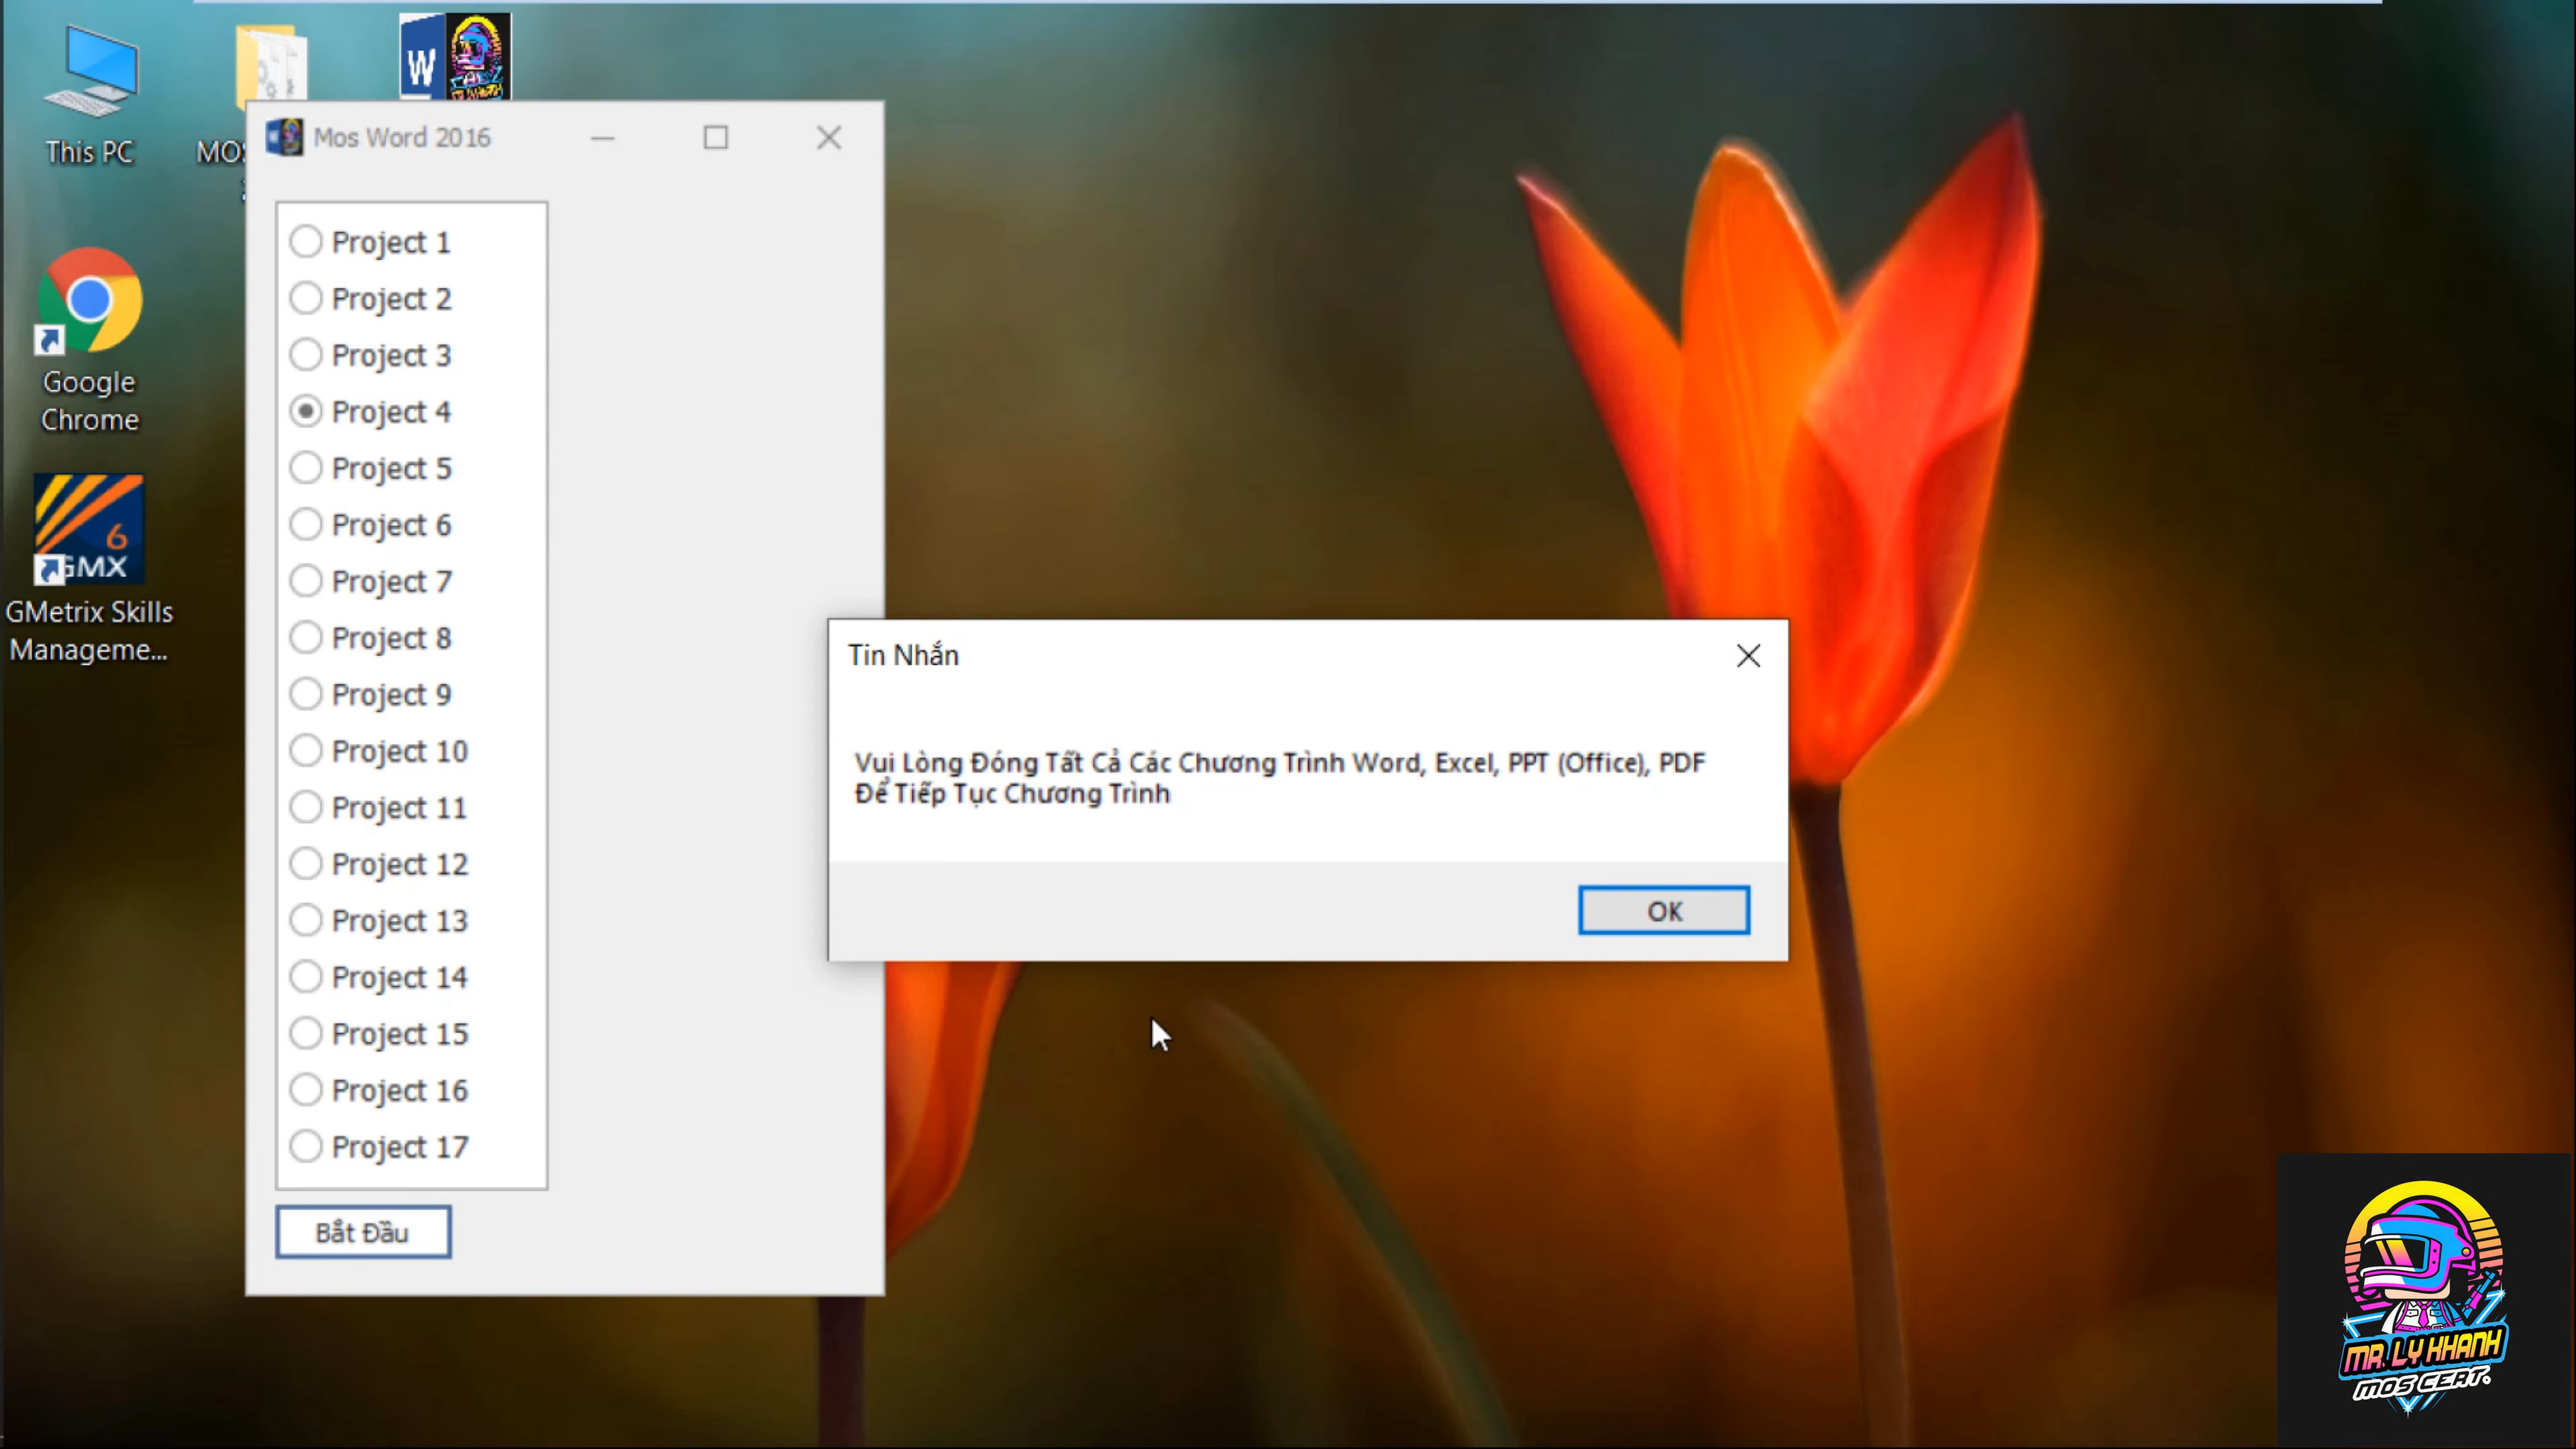 This PC
MOS
Google
Chrome
6
GMX
GMetrix Skills
Manageme...
W
Mos Word 2016
Project 1
Project 2
Project 3
Project 4
Project 5
Project 6
Project 7
Project 8
Project 9
Project 10
Project 11
Project 12
Project 13
Project 14
Project 15
Project 16
Project 17
Bắt Đầu
Tin Nhắn
Vui Lòng Đóng Tất Cả Các Chương Trình Word, Excel, PPT (Office), PDF
Để Tiếp Tục Chương Trình
OK
MR. LY KHANH
MOS CERT.